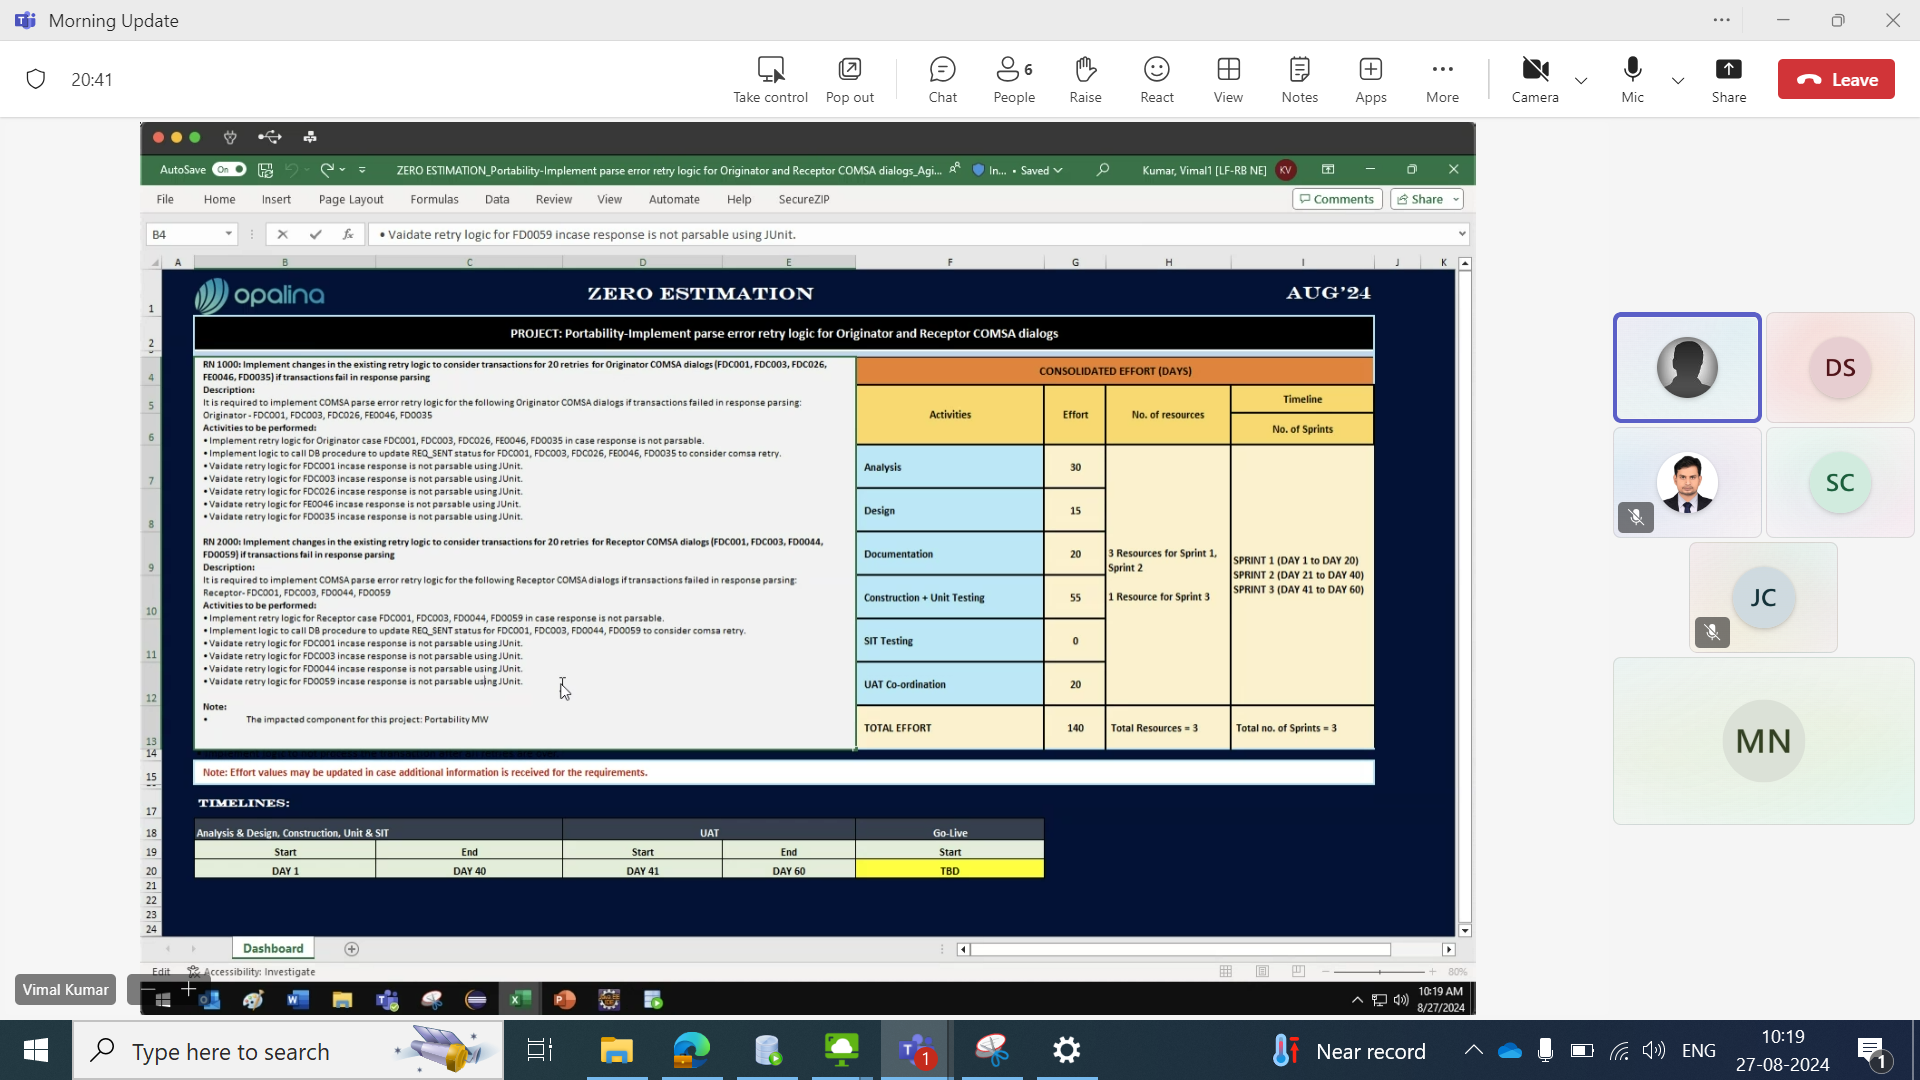 Morning Update
20:41
Take control
Pop out
Chat
6
People
Raise
React
View
Notes
Apps
More
Camera
Mic
Share
Leave
AutoSave On
ZERO ESTIMATION_Portability-Implement parse error retry logic for Originator and Receptor COMSA dialogs_Agi...
In... • Saved
Kumar, Vimal1 [LF-RB NE] KV
File Home Insert Page Layout Formulas Data Review View Automate Help SecureZIP
Comments
Share
B4
fx
• Vaidate retry logic for FD0059 incase response is not parsable using JUnit.
A B C D E F G H I J K
opalina
ZERO ESTIMATION
AUG'24
PROJECT: Portability-Implement parse error retry logic for Originator and Receptor COMSA dialogs
RN 1000: Implement changes in the existing retry logic to consider transactions for 20 retries for Originator COMSA dialogs (FDC001, FDC003, FDC026,
FE0046, FD0035) if transactions fail in response parsing
Description:
It is required to implement COMSA parse error retry logic for the following Originator COMSA dialogs if transactions failed in response parsing:
Originator - FDC001, FDC003, FDC026, FE0046, FD0035
Activities to be performed:
• Implement retry logic for Originator case FDC001, FDC003, FDC026, FE0046, FD0035 in case response is not parsable.
• Implement logic to call DB procedure to update REQ_SENT status for FDC001, FDC003, FDC026, FE0046, FD0035 to consider comsa retry.
• Vaidate retry logic for FDC001 incase response is not parsable using JUnit.
• Vaidate retry logic for FDC003 incase response is not parsable using JUnit.
• Vaidate retry logic for FDC026 incase response is not parsable using JUnit.
• Vaidate retry logic for FE0046 incase response is not parsable using JUnit.
• Vaidate retry logic for FD0035 incase response is not parsable using JUnit.
RN 2000: Implement changes in the existing retry logic to consider transactions for 20 retries for Receptor COMSA dialogs (FDC001, FDC003, FD0044,
FD0059) if transactions fail in response parsing
Description:
It is required to implement COMSA parse error retry logic for the following Receptor COMSA dialogs if transactions failed in response parsing:
Receptor- FDC001, FDC003, FD0044, FD0059
Activities to be performed:
• Implement retry logic for Receptor case FDC001, FDC003, FD0044, FD0059 in case response is not parsable.
• Implement logic to call DB procedure to update REQ_SENT status for FDC001, FDC003, FD0044, FD0059 to consider comsa retry.
• Vaidate retry logic for FDC001 incase response is not parsable using JUnit.
• Vaidate retry logic for FDC003 incase response is not parsable using JUnit.
• Vaidate retry logic for FD0044 incase response is not parsable using JUnit.
• Vaidate retry logic for FD0059 incase response is not parsable using JUnit.
Note:
• The impacted component for this project: Portability MW
CONSOLIDATED EFFORT (DAYS)
Activities
Effort
No. of resources
Timeline
No. of Sprints
Analysis 30
Design 15
Documentation 20
Construction + Unit Testing 55
SIT Testing 0
UAT Co-ordination 20
3 Resources for Sprint 1,
Sprint 2
1 Resource for Sprint 3
SPRINT 1 (DAY 1 to DAY 20)
SPRINT 2 (DAY 21 to DAY 40)
SPRINT 3 (DAY 41 to DAY 60)
TOTAL EFFORT 140 Total Resources = 3 Total no. of Sprints = 3
Note: Effort values may be updated in case additional information is received for the requirements.
TIMELINES:
Analysis & Design, Construction, Unit & SIT UAT Go-Live
Start End Start End Start
DAY 1 DAY 40 DAY 41 DAY 60 TBD
1
2
4
5
6
7
8
9
10
11
12
13
14
15
17
18
19
20
21
22
23
24
Dashboard
Edit
Accessibility: Investigate
80%
Vimal Kumar
10:19 AM
8/27/2024
DS
SC
JC
MN
Type here to search
1
Near record
ENG
10:19
27-08-2024
1